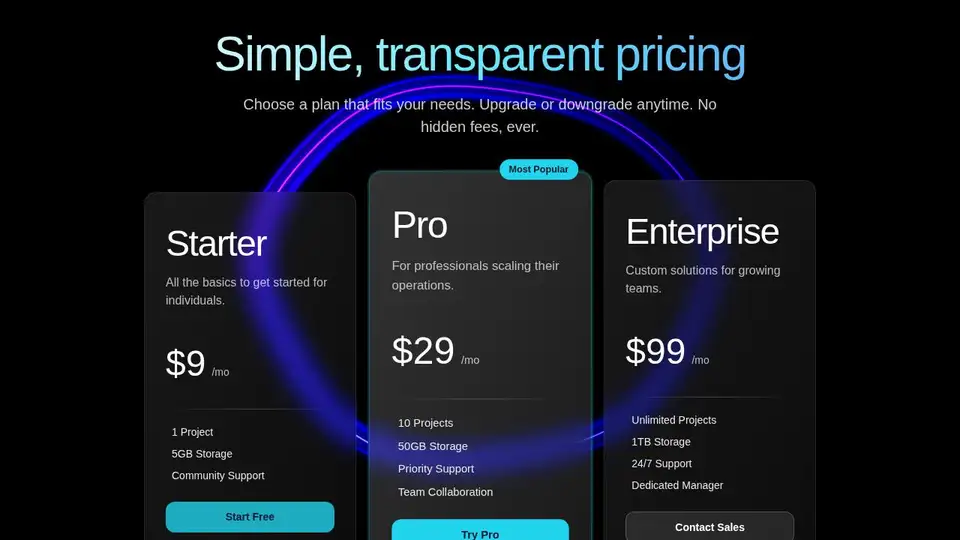 Simple, transparent pricing
Choose a plan that fits your needs. Upgrade or downgrade anytime. No
hidden fees, ever.
Starter
All the basics to get started for
individuals.
$9 /mo
1 Project
5GB Storage
Community Support
Start Free
Most Popular
Pro
For professionals scaling their
operations.
$29 /mo
10 Projects
50GB Storage
Priority Support
Team Collaboration
Try Pro
Enterprise
Custom solutions for growing
teams.
$99 /mo
Unlimited Projects
1TB Storage
24/7 Support
Dedicated Manager
Contact Sales